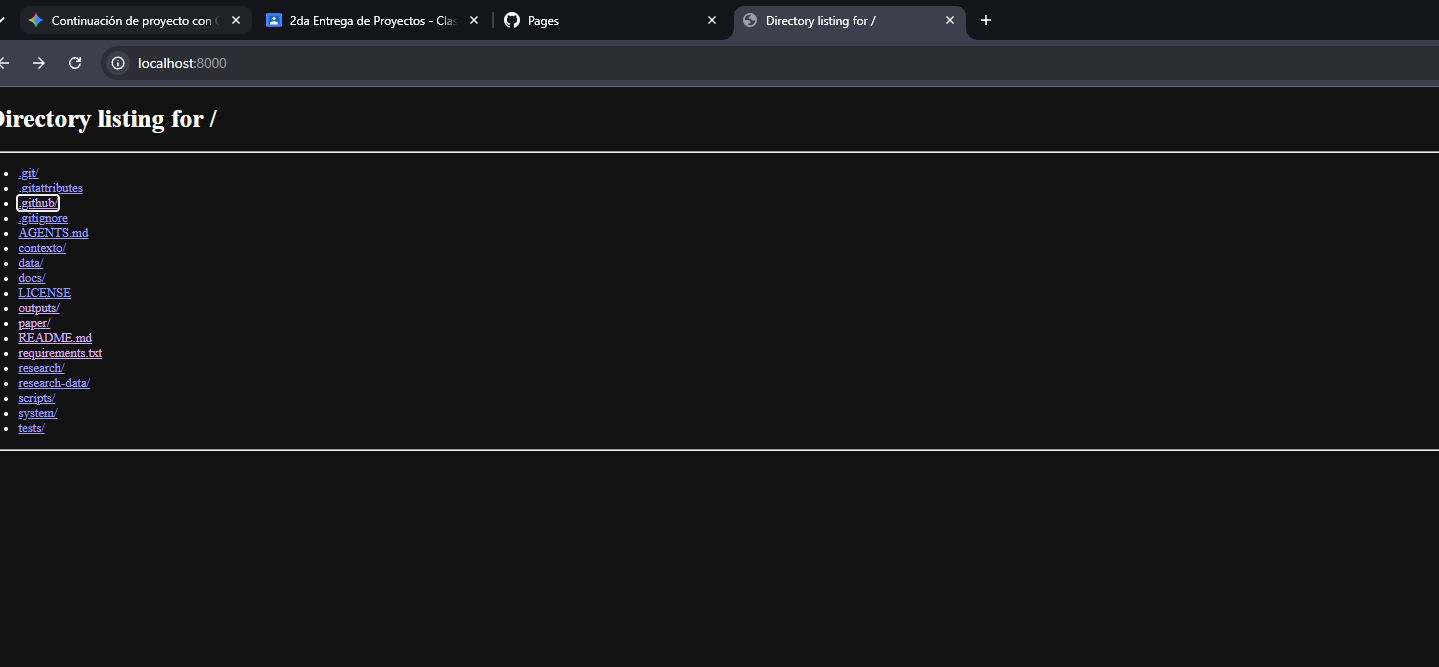 Continuación de proyecto con
2da Entrega de Proyectos - Clas
Pages
Directory listing for /
localhost:8000
Directory listing for /
.git/
.gitattributes
.github/
.gitignore
AGENTS.md
contexto/
data/
docs/
LICENSE
outputs/
paper/
README.md
requirements.txt
research/
research-data/
scripts/
system/
tests/